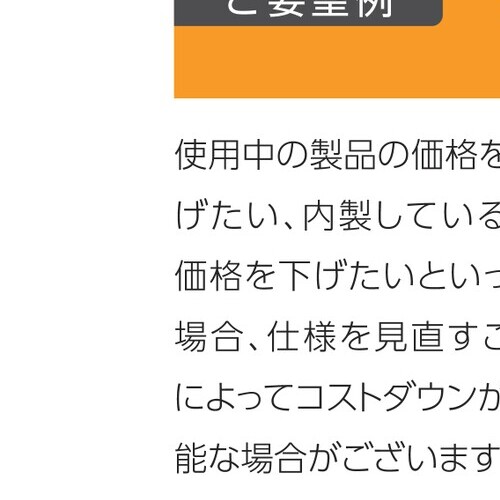 ご要望例
使用中の製品の価格を
げたい、内製している
価格を下げたいといっ
場合、仕様を見直すこ
によってコストダウンが
能な場合がございます